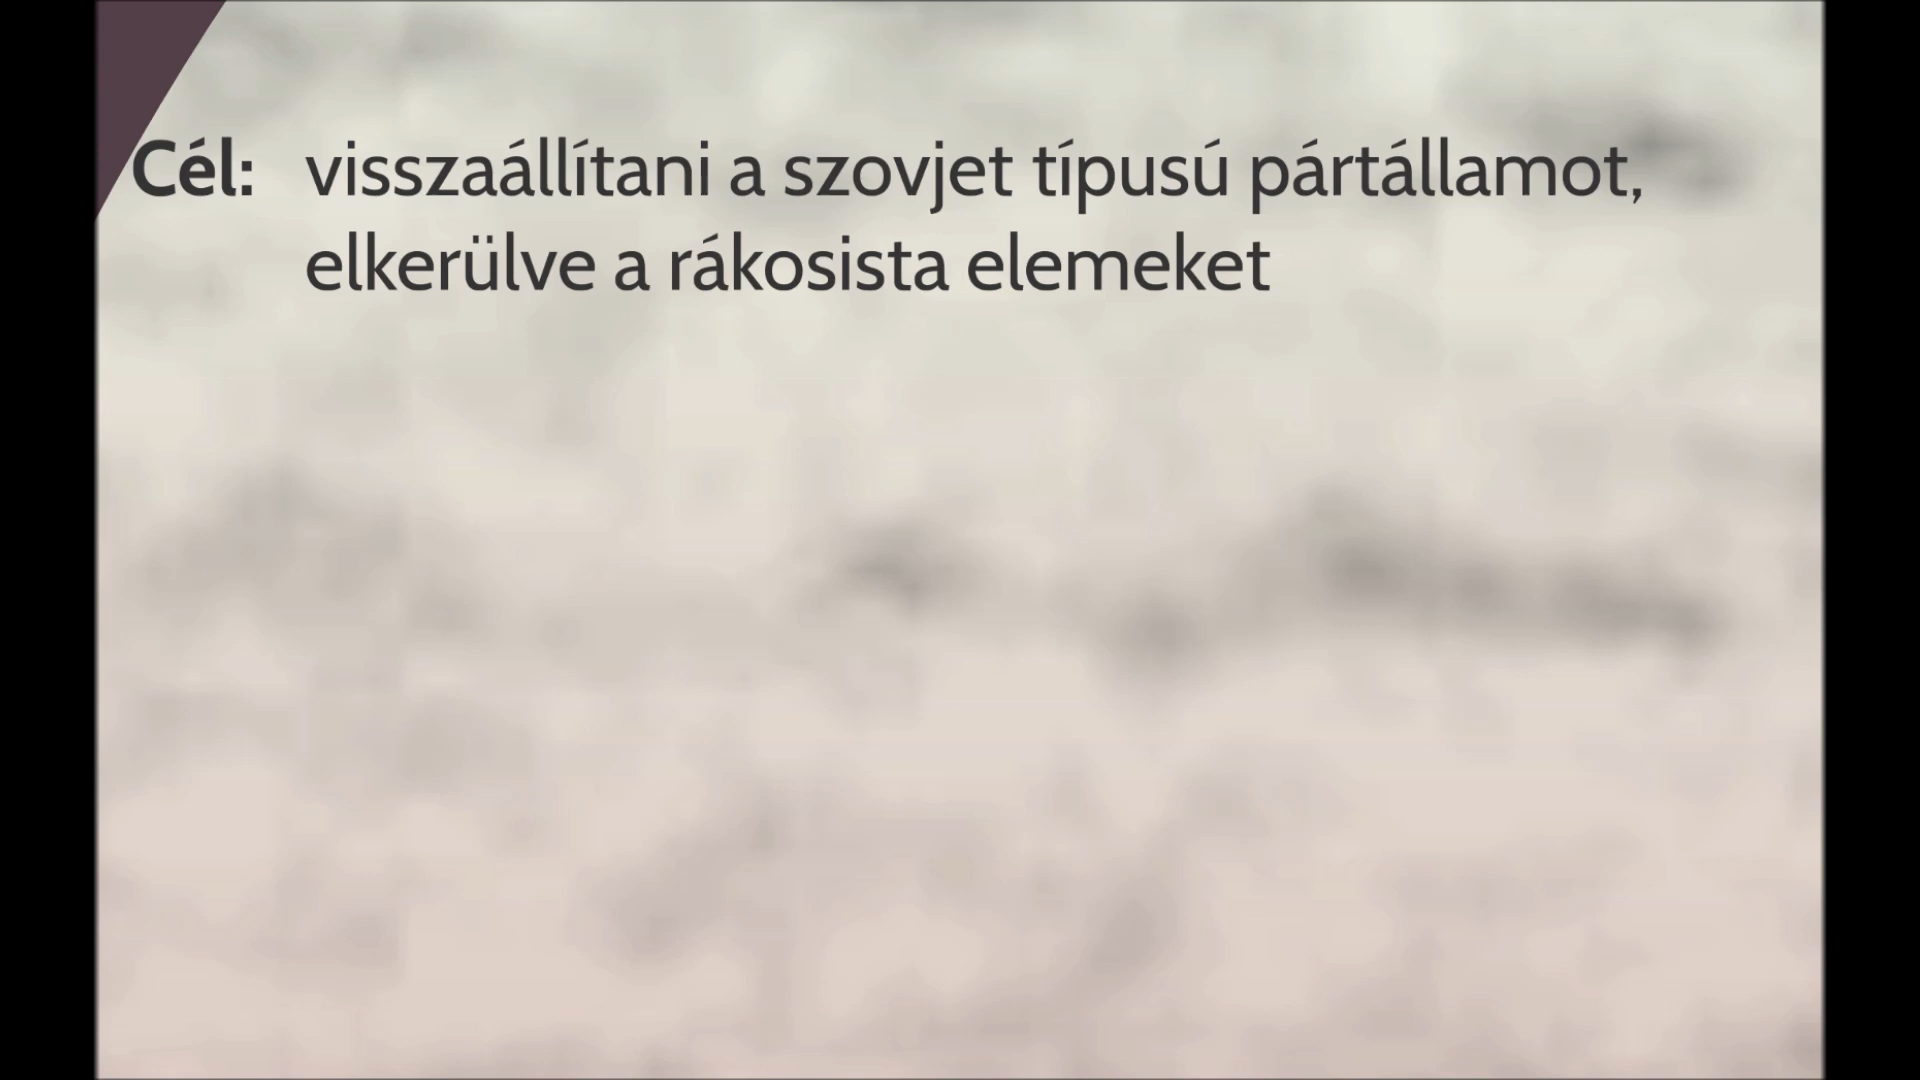 Cél: visszaállítani a szovjet típusú pártállamot,
elkerülve a rákosista elemeket